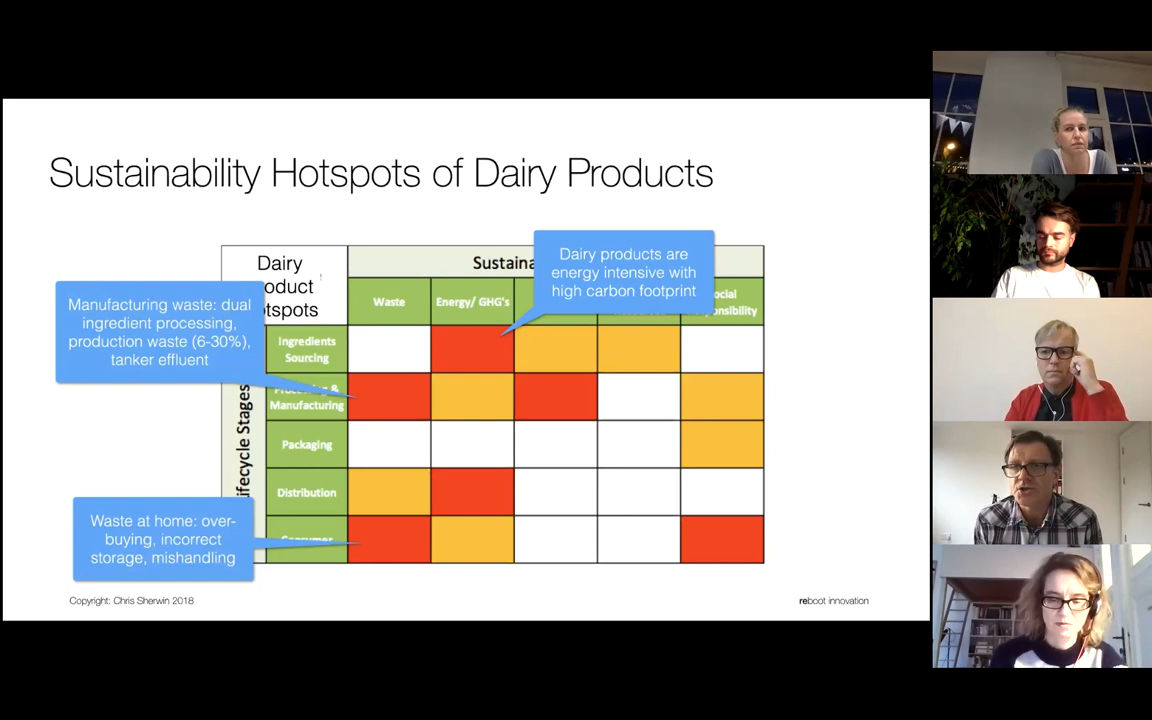 Sustainability Hotspots of Dairy Products
Dairy
oduct
tspots
Sustaina
Dairy products are
energy intensive with
high carbon footprint
Waste
Energy/ GHG's
ocial
onsibility
Manufacturing waste: dual
ingredient processing,
production waste (6-30%),
tanker effluent
Ingredients
Sourcing
Manufacturing
Packaging
Distribution
ifecycle Stages
Waste at home: over-
buying, incorrect
storage, mishandling
Copyright: Chris Sherwin 2018
reboot innovation